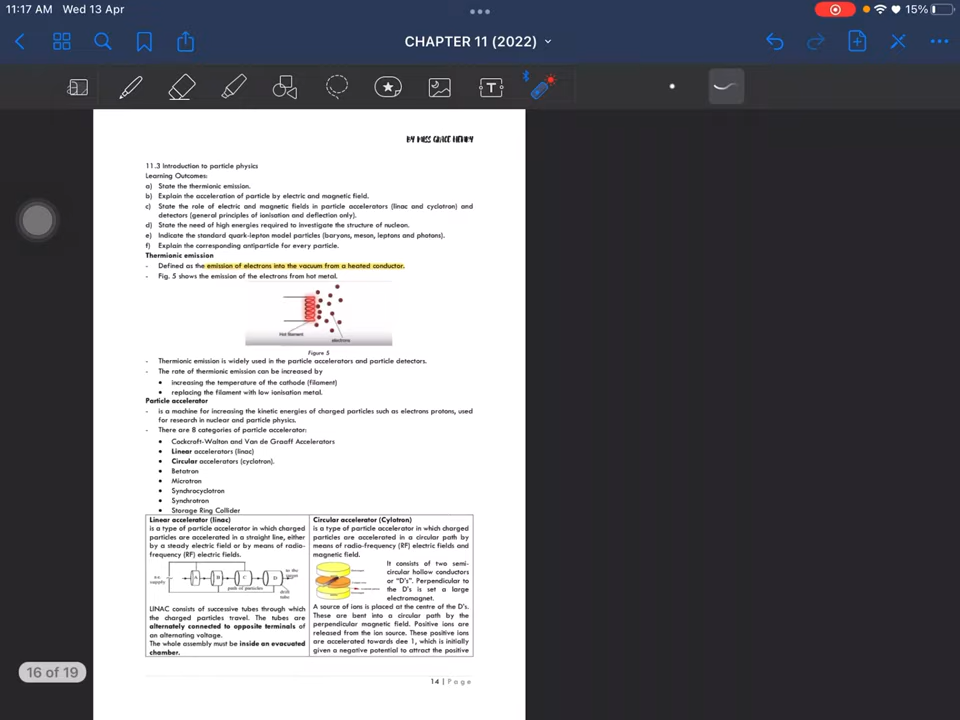 11:17 AM Wed 13 Apr
15%
CHAPTER 11 (2022)
BY MISS GRACE HENRY
11.3 Introduction to particle physics
Learning Outcomes:
a) State the thermionic emission.
b) Explain the acceleration of particle by electric and magnetic field.
c) State the role of electric and magnetic fields in particle accelerators (linac and cyclotron) and
detectors (general principles of ionisation and deflection only).
d) State the need of high energies required to investigate the structure of nucleon.
e) Indicate the standard quark-lepton model particles (baryons, meson, leptons and photons).
f) Explain the corresponding antiparticle for every particle.
Thermionic emission
- Defined as the emission of electrons into the vacuum from a heated conductor.
- Fig. 5 shows the emission of the electrons from hot metal.
Hot filament
electrons
Figure 5
- Thermionic emission is widely used in the particle accelerators and particle detectors.
- The rate of thermionic emission can be increased by
• increasing the temperature of the cathode (filament)
• replacing the filament with low ionisation metal.
Particle accelerator
- is a machine for increasing the kinetic energies of charged particles such as electrons protons, used
for research in nuclear and particle physics.
- There are 8 categories of particle accelerator:
• Cockcroft-Walton and Van de Graaff Accelerators
• Linear accelerators (linac)
• Circular accelerators (cyclotron).
• Betatron
• Microtron
• Synchrocyclotron
• Synchrotron
• Storage Ring Collider
Linear accelerator (linac)
is a type of particle accelerator in which charged
particles are accelerated in a straight line, either
by a steady electric field or by means of radio-
frequency (RF) electric fields.
a.c.
supply
A
B
C
D
to the
target
path of particles
drift
tube
LINAC consists of successive tubes through which
the charged particles travel. The tubes are
alternately connected to opposite terminals of
an alternating voltage.
The whole assembly must be inside an evacuated
chamber.
Circular accelerator (Cylotron)
is a type of particle accelerator in which charged
particles are accelerated in a circular path by
means of radio-frequency (RF) electric fields and
magnetic field.
It consists of two semi-
circular hollow conductors
or "D's". Perpendicular to
the D's is set a large
electromagnet.
A source of ions is placed at the centre of the D's.
These are bent into a circular path by the
perpendicular magnetic field. Positive ions are
released from the ion source. These positive ions
are accelerated towards dee 1, which is initially
given a negative potential to attract the positive
16 of 19
14 | Page